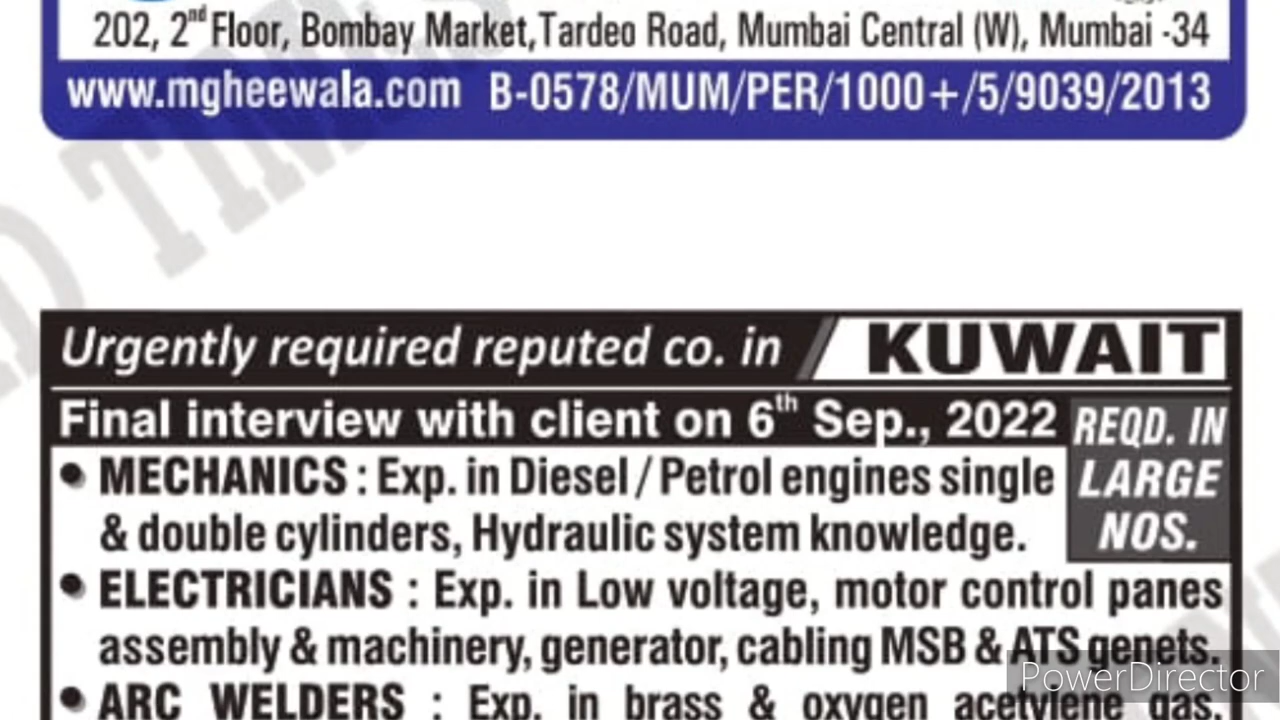 202, 2nd Floor, Bombay Market, Tardeo Road, Mumbai Central (W), Mumbai -34
www.mgheewala.com B-0578/MUM/PER/1000+/5/9039/2013
Urgently required reputed co. in KUWAIT
Final interview with client on 6th Sep., 2022
REQD. IN
LARGE
NOS.
• MECHANICS : Exp. in Diesel / Petrol engines single
& double cylinders, Hydraulic system knowledge.
• ELECTRICIANS : Exp. in Low voltage, motor control panes
assembly & machinery, generator, cabling MSB & ATS genets.
• ARC WELDERS : Exp. in brass & oxygen acetylene gas.
PowerDirector